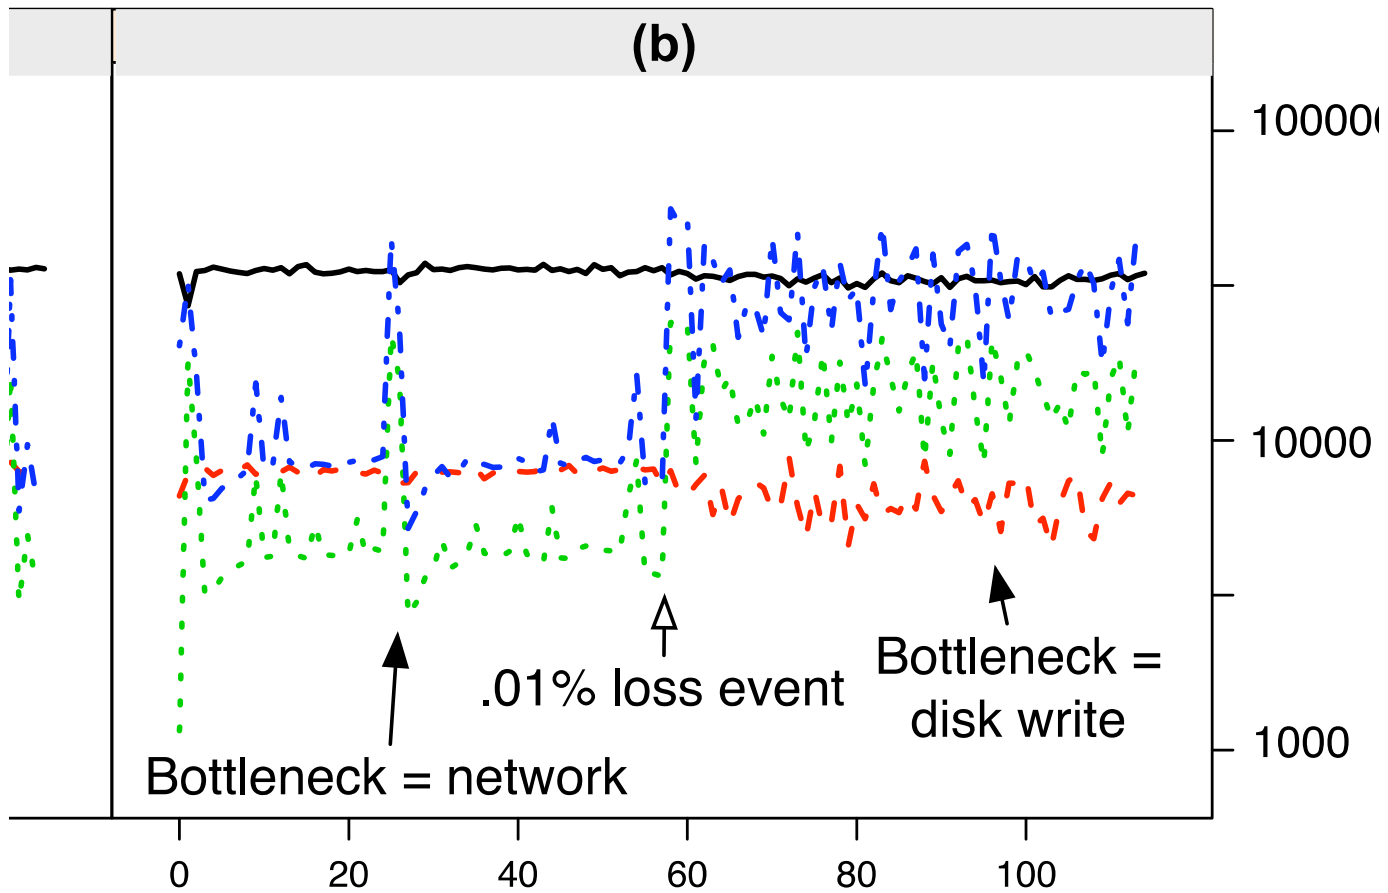 (b)
100000
10000
.01% loss event
Bottleneck =
disk write
1000
Bottleneck = network
0 20 40 60 80 100